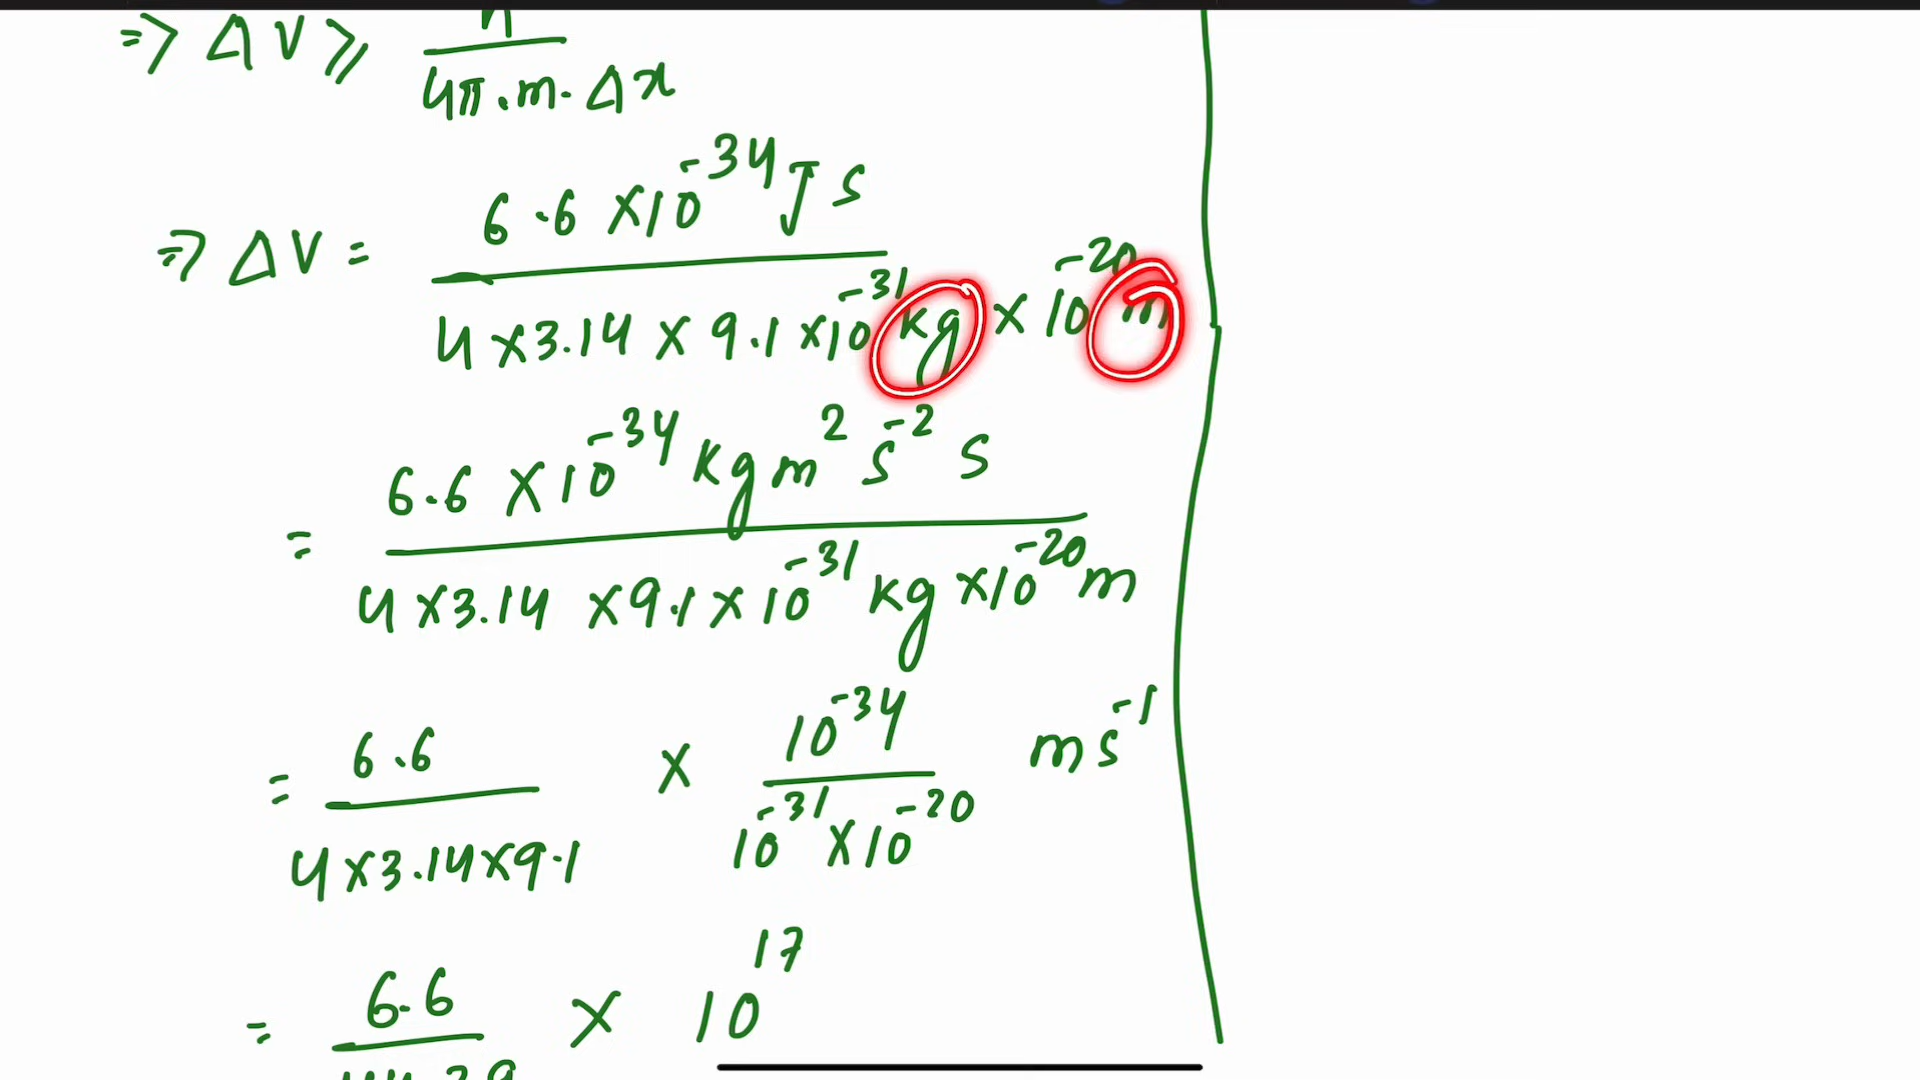 ⇒ ΔV ≥ h
4π.m.Δx
⇒ ΔV = 6.6 ×10⁻³⁴ J s
4 ×3.14 × 9.1 ×10⁻³¹ kg × 10⁻²⁰ m
= 6.6 ×10⁻³⁴ kg m² s⁻² s
4 ×3.14 ×9.1 × 10⁻³¹ kg ×10⁻²⁰ m
= 6.6 × 10⁻³⁴ m s⁻¹
4×3.14×9.1 10⁻³¹ ×10⁻²⁰
= 6.6 × 10¹⁷